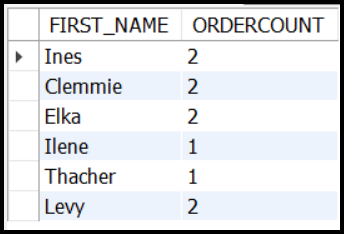 FIRST_NAME ORDERCOUNT
Ines 2
Clemmie 2
Elka 2
Ilene 1
Thacher 1
Levy 2